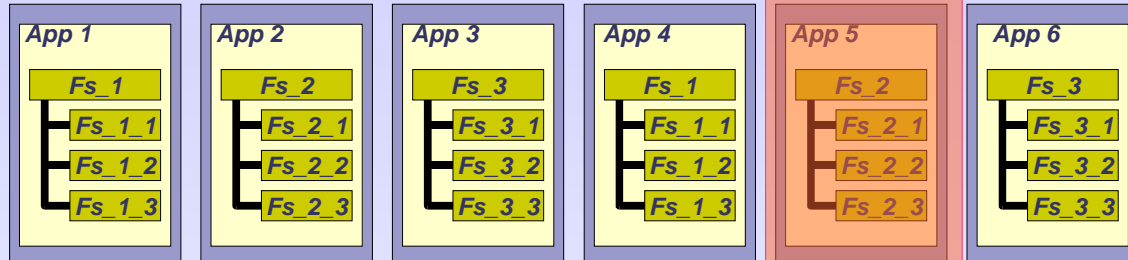 App 1
Fs_1
Fs_1_1
Fs_1_2
Fs_1_3
App 2
Fs_2
Fs_2_1
Fs_2_2
Fs_2_3
App 3
Fs_3
Fs_3_1
Fs_3_2
Fs_3_3
App 4
Fs_1
Fs_1_1
Fs_1_2
Fs_1_3
App 5
Fs_2
Fs_2_1
Fs_2_2
Fs_2_3
App 6
Fs_3
Fs_3_1
Fs_3_2
Fs_3_3